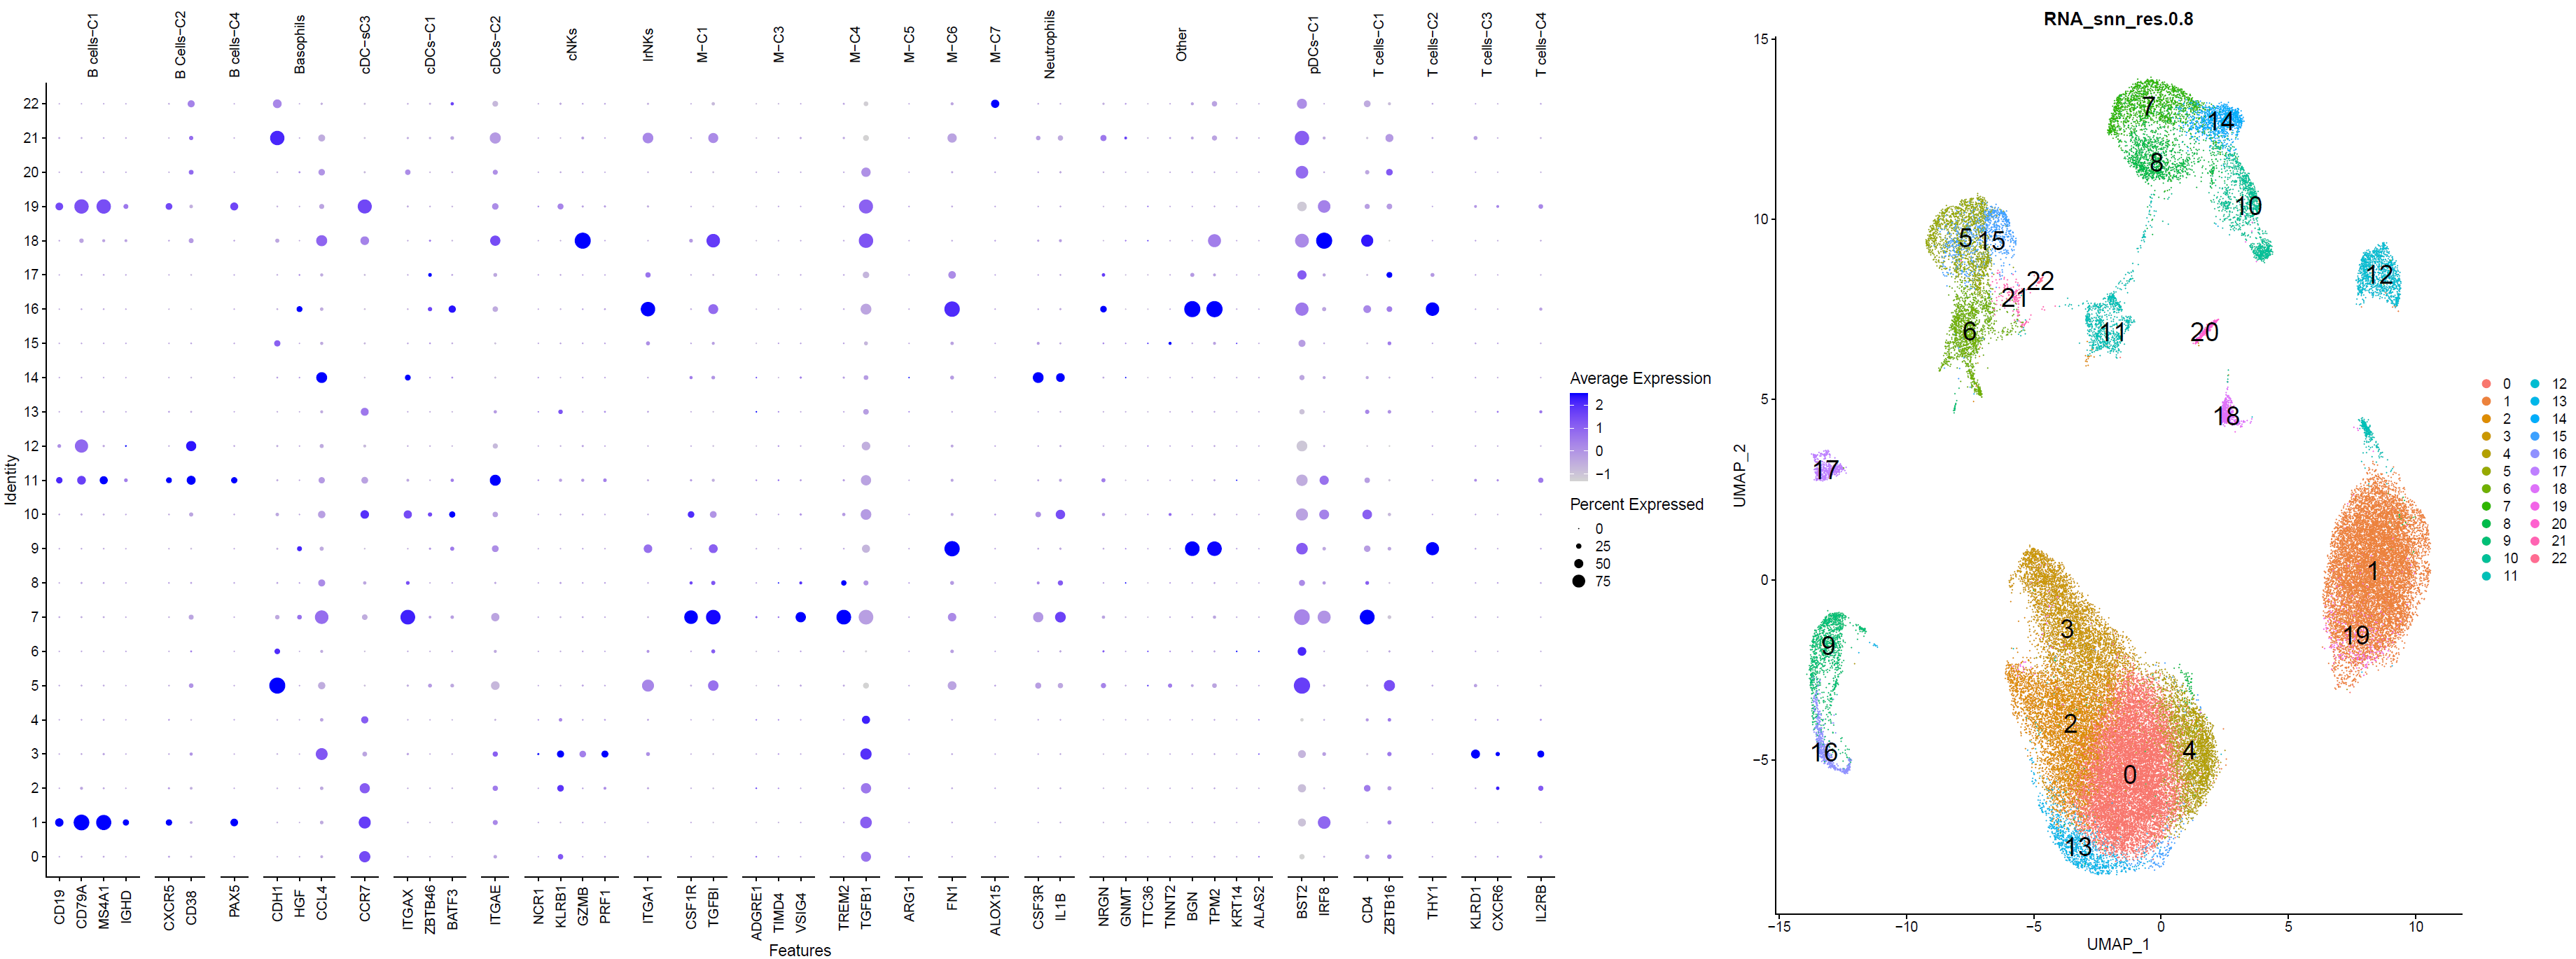 B cells−C1
B Cells−C2
B cells−C4
Basophils
cDC−sC3
cDCs−C1
cDCs−C2
cNKs
IrNKs
M−C1
M−C3
M−C4
M−C5
M−C6
M−C7
Neutrophils
Other
pDCs−C1
T cells−C1
T cells−C2
T cells−C3
T cells−C4
22
21
20
19
18
17
16
15
14
13
12
11
10
9
8
7
6
5
4
3
2
1
0
Identity
CD19
CD79A
MS4A1
IGHD
CXCR5
CD38
PAX5
CDH1
HGF
CCL4
CCR7
ITGAX
ZBTB46
BATF3
ITGAE
NCR1
KLRB1
GZMB
PRF1
ITGA1
CSF1R
TGFBI
ADGRE1
TIMD4
VSIG4
TREM2
TGFB1
ARG1
FN1
ALOX15
CSF3R
IL1B
NRGN
GNMT
TTC36
TNNT2
BGN
TPM2
KRT14
ALAS2
BST2
IRF8
CD4
ZBTB16
THY1
KLRD1
CXCR6
IL2RB
Features
Average Expression
2
1
0
−1
Percent Expressed
0
25
50
75
RNA_snn_res.0.8
15
10
5
0
−5
UMAP_2
7
14
8
10
5
15
12
22
21
6
11
20
18
17
1
3
19
9
2
16
4
0
13
−15
−10
−5
0
5
10
UMAP_1
0 12
1 13
2 14
3 15
4 16
5 17
6 18
7 19
8 20
9 21
10 22
11